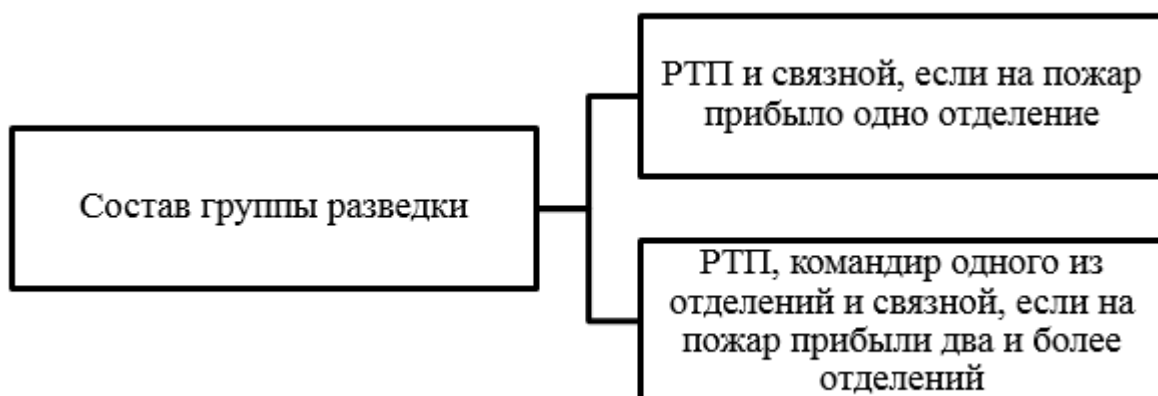 РТП и связной, если на пожар
прибыло одно отделение
Состав группы разведки
РТП, командир одного из
отделений и связной, если на
пожар прибыли два и более
отделений